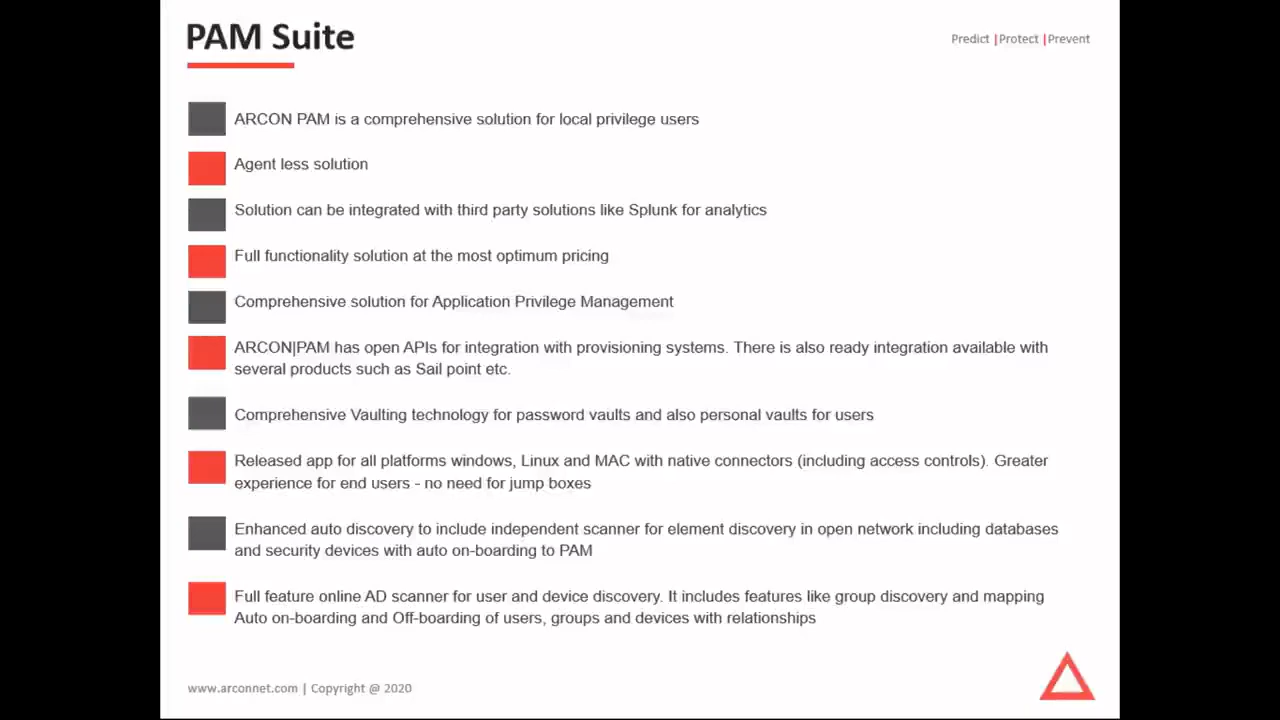 PAM Suite
Predict |Protect |Prevent
ARCON PAM is a comprehensive solution for local privilege users
Agent less solution
Solution can be integrated with third party solutions like Splunk for analytics
Full functionality solution at the most optimum pricing
Comprehensive solution for Application Privilege Management
ARCON|PAM has open APIs for integration with provisioning systems. There is also ready integration available with
several products such as Sail point etc.
Comprehensive Vaulting technology for password vaults and also personal vaults for users
Released app for all platforms windows, Linux and MAC with native connectors (including access controls). Greater
experience for end users - no need for jump boxes
Enhanced auto discovery to include independent scanner for element discovery in open network including databases
and security devices with auto on-boarding to PAM
Full feature online AD scanner for user and device discovery. It includes features like group discovery and mapping
Auto on-boarding and Off-boarding of users, groups and devices with relationships
www.arconnet.com | Copyright @ 2020